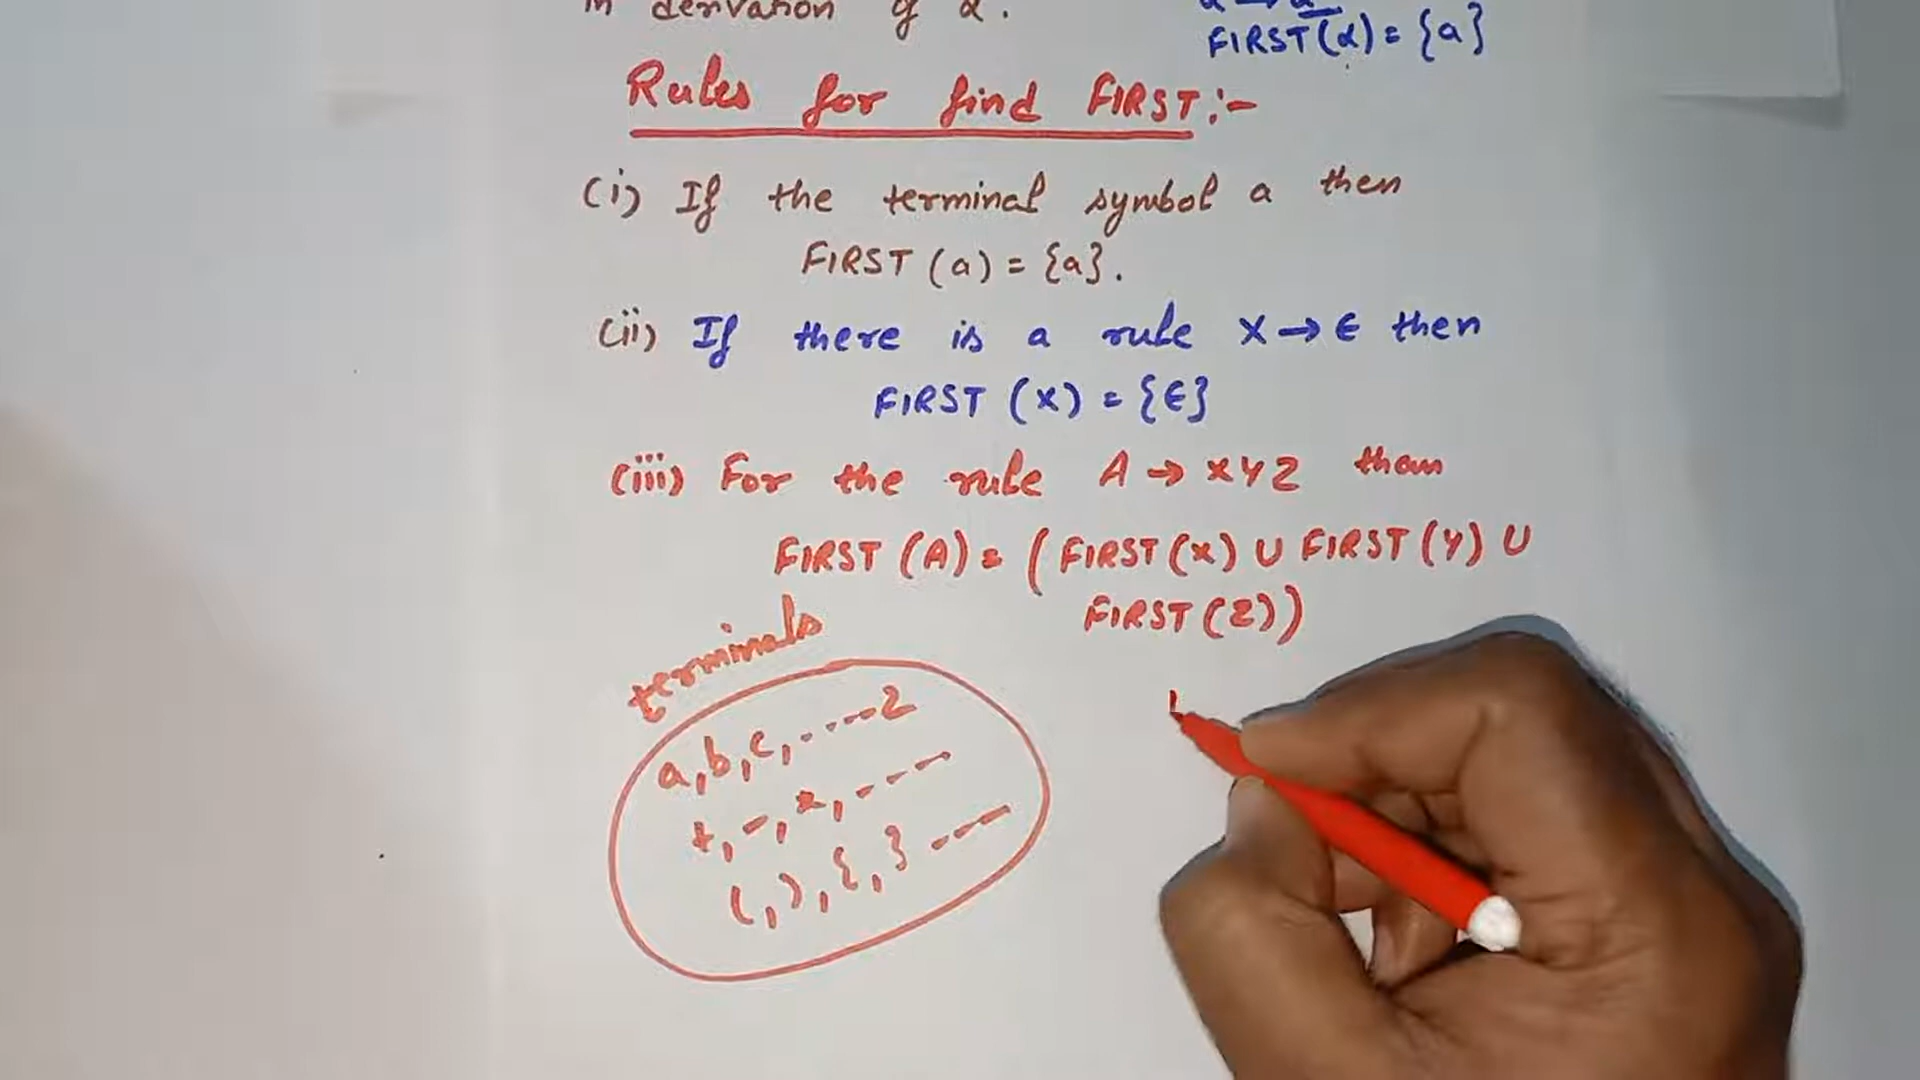 in derivation of α.
FIRST(α) = {a}
Rules for find FIRST:-
(i) If the terminal symbol a then
FIRST (a) = {a}.
(ii) If there is a rule X → ε then
FIRST (X) = {ε}
(iii) For the rule A → XYZ then
FIRST (A) = (FIRST(X) U FIRST(Y) U
FIRST(Z))
terminals
a,b,c,.....z
+,-,*,----
(,),{,}----